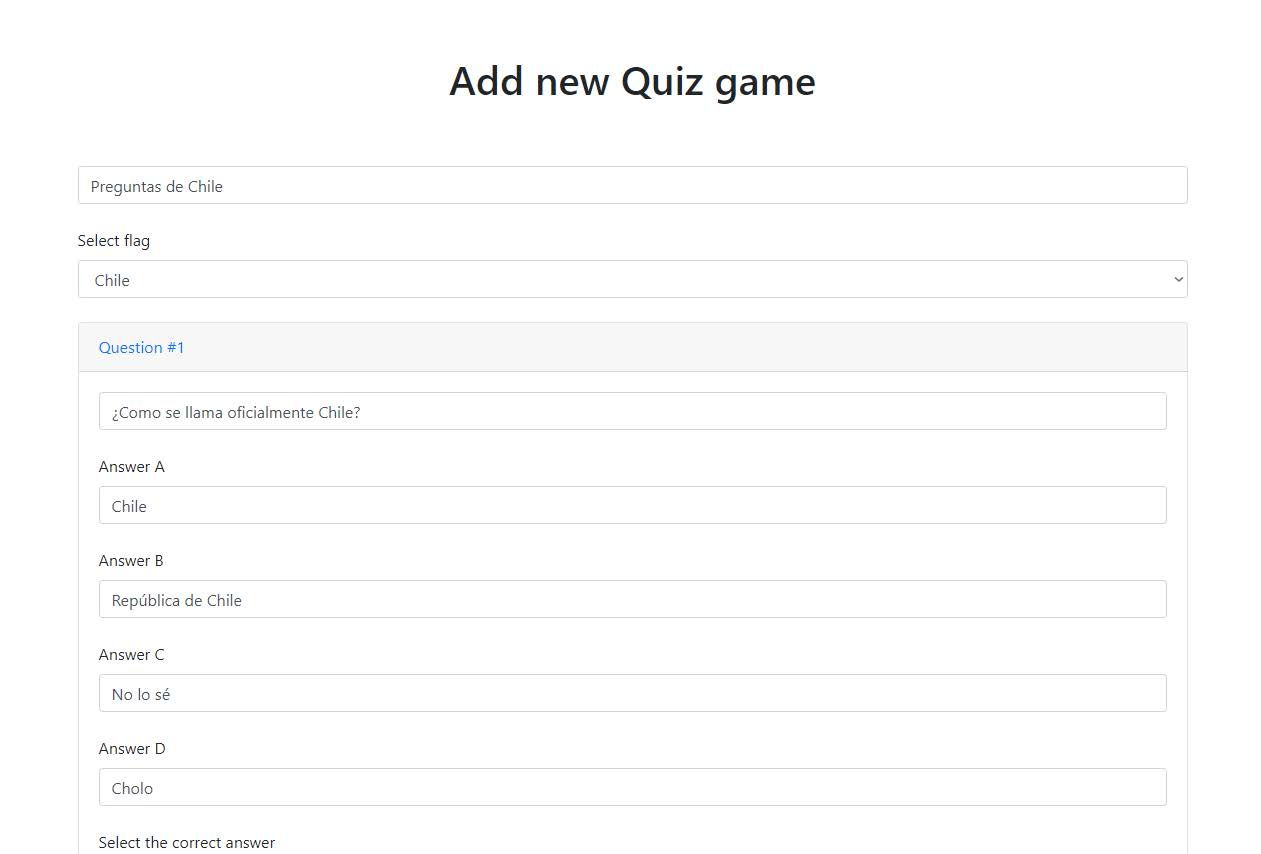 Add new Quiz game
Preguntas de Chile
Select flag
Chile
Question #1
¿Como se llama oficialmente Chile?
Answer A
Chile
Answer B
República de Chile
Answer C
No lo sé
Answer D
Cholo
Select the correct answer